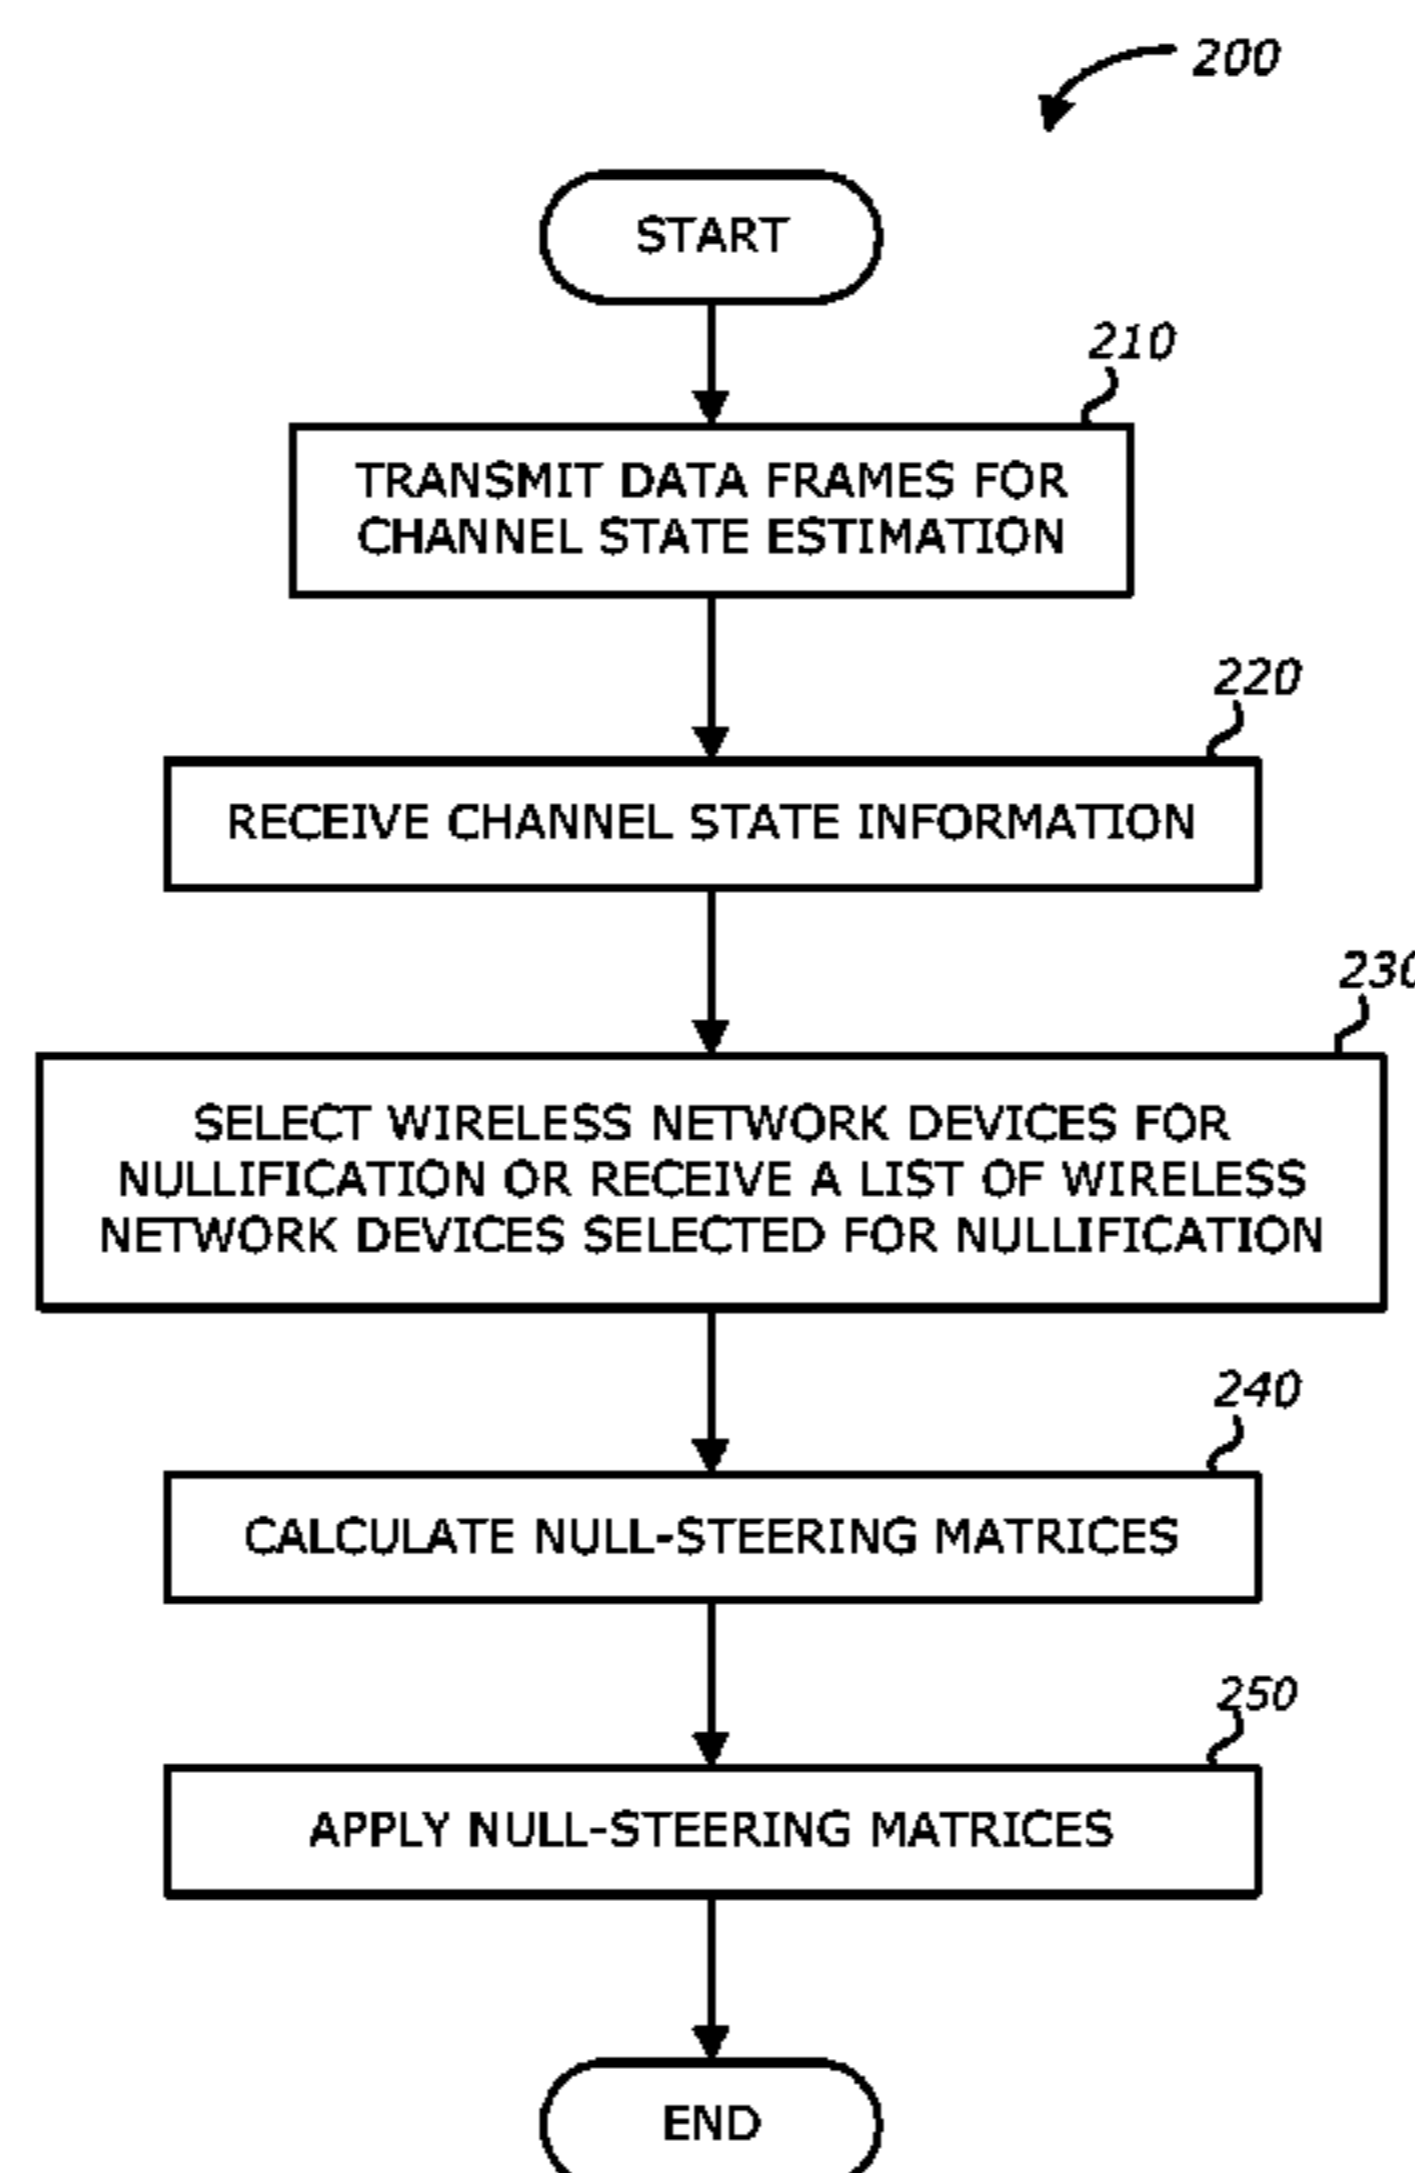 200
START
210
TRANSMIT DATA FRAMES FOR
CHANNEL STATE ESTIMATION
220
RECEIVE CHANNEL STATE INFORMATION
230
SELECT WIRELESS NETWORK DEVICES FOR
NULLIFICATION OR RECEIVE A LIST OF WIRELESS
NETWORK DEVICES SELECTED FOR NULLIFICATION
240
CALCULATE NULL-STEERING MATRICES
250
APPLY NULL-STEERING MATRICES
END